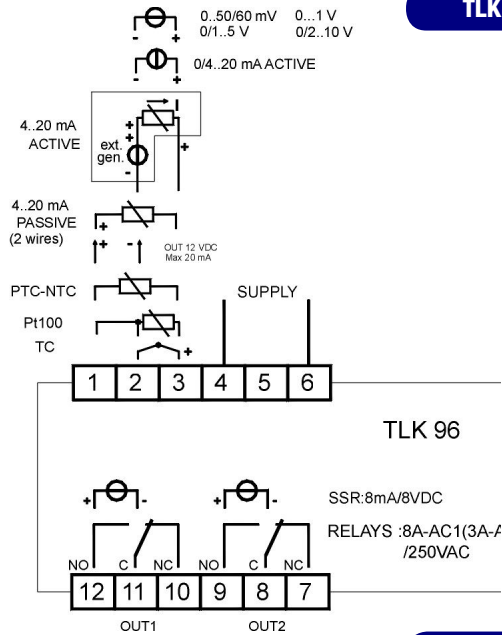 TLK
0..50/60 mV 0...1 V
0/1..5 V 0/2..10 V
- +
0/4..20 mA ACTIVE
- +
4..20 mA
ACTIVE
+
+
ext.
gen.
+
-
4..20 mA
PASSIVE
(2 wires)
+
+ -
OUT 12 VDC
Max 20 mA
PTC-NTC
SUPPLY
Pt100
TC
+
1 2 3 4 5 6
TLK 96
+ - + -
SSR:8mA/8VDC
RELAYS :8A-AC1(3A-A
/250VAC
NO C NC NO C NC
12 11 10 9 8 7
OUT1 OUT2